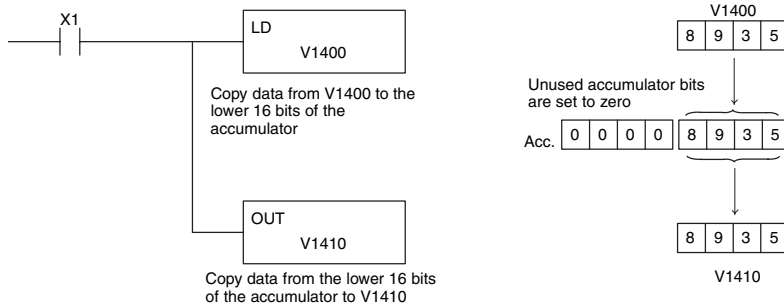 X1
LD
V1400
Copy data from V1400 to the
lower 16 bits of the
accumulator
OUT
V1410
Copy data from the lower 16 bits
of the accumulator to V1410
V1400
8 9 3 5
Unused accumulator bits
are set to zero
Acc. 0 0 0 0 8 9 3 5
8 9 3 5
V1410